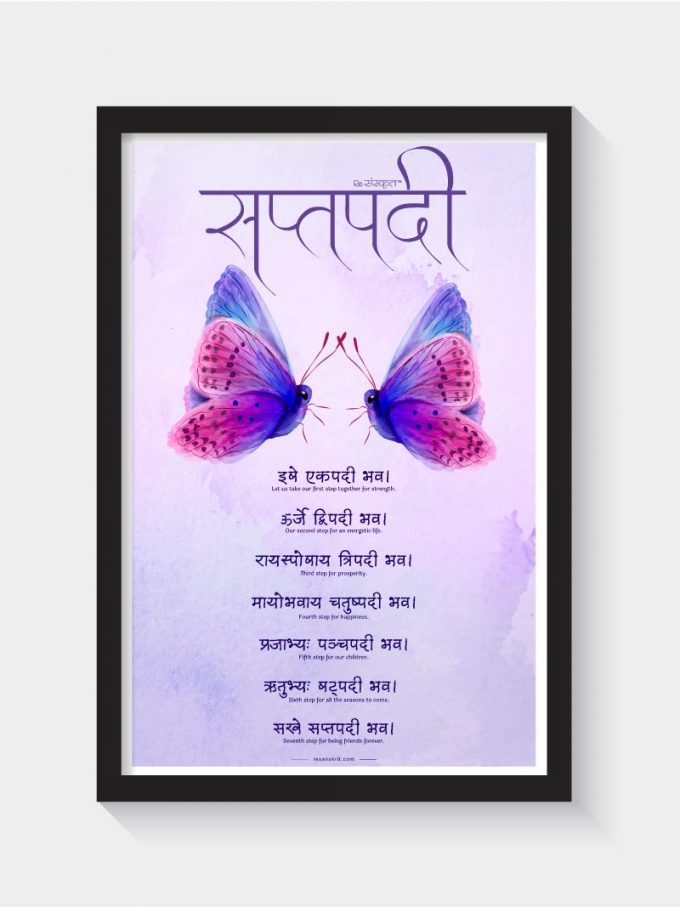 रिसंस्कृत™
सप्तपदी
इषे एकपदी भव।
Let us take our first step together for strength.
ऊर्जे द्विपदी भव।
Our second step for an energetic life.
रायस्पोषाय त्रिपदी भव।
Third step for prosperity.
मायोभवाय चतुष्पदी भव।
Fourth step for happiness.
प्रजाभ्यः पञ्चपदी भव।
Fifth step for our children.
ऋतुभ्यः षट्पदी भव।
Sixth step for all the seasons to come.
सखे सप्तपदी भव।
Seventh step for being friends forever.
resanskrit.com